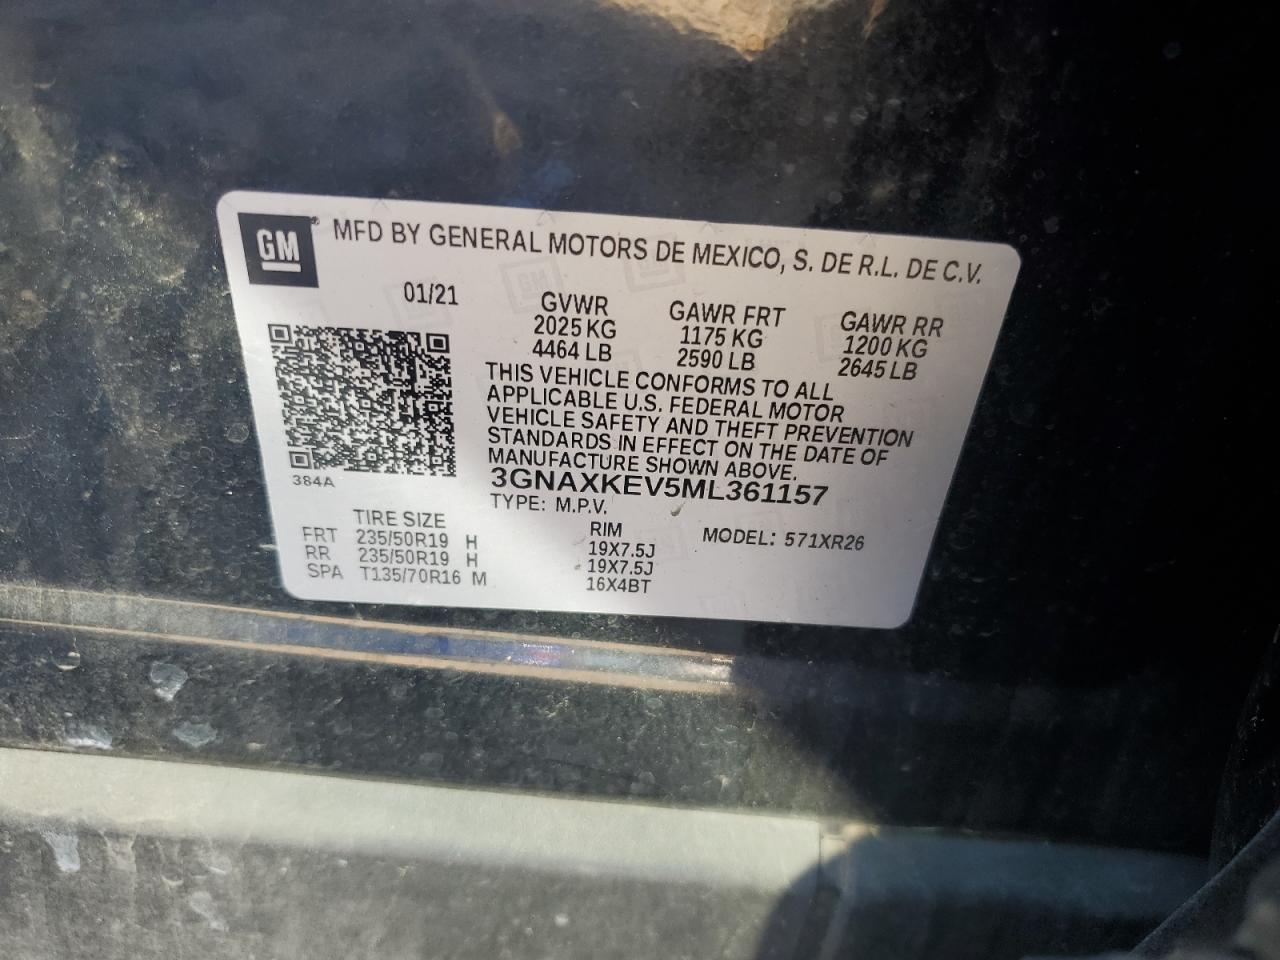 GM
MFD BY GENERAL MOTORS DE MEXICO, S. DE R.L. DE C.V.
01/21
GVWR GAWR FRT GAWR RR
2025 KG 1175 KG 1200 KG
4464 LB 2590 LB 2645 LB
THIS VEHICLE CONFORMS TO ALL
APPLICABLE U.S. FEDERAL MOTOR
VEHICLE SAFETY AND THEFT PREVENTION
STANDARDS IN EFFECT ON THE DATE OF
MANUFACTURE SHOWN ABOVE.
384A
3GNAXKEV5ML361157
TYPE: M.P.V.
MODEL: 571XR26
TIRE SIZE RIM
FRT 235/50R19 H 19X7.5J
RR 235/50R19 H 19X7.5J
SPA T135/70R16 M 16X4BT